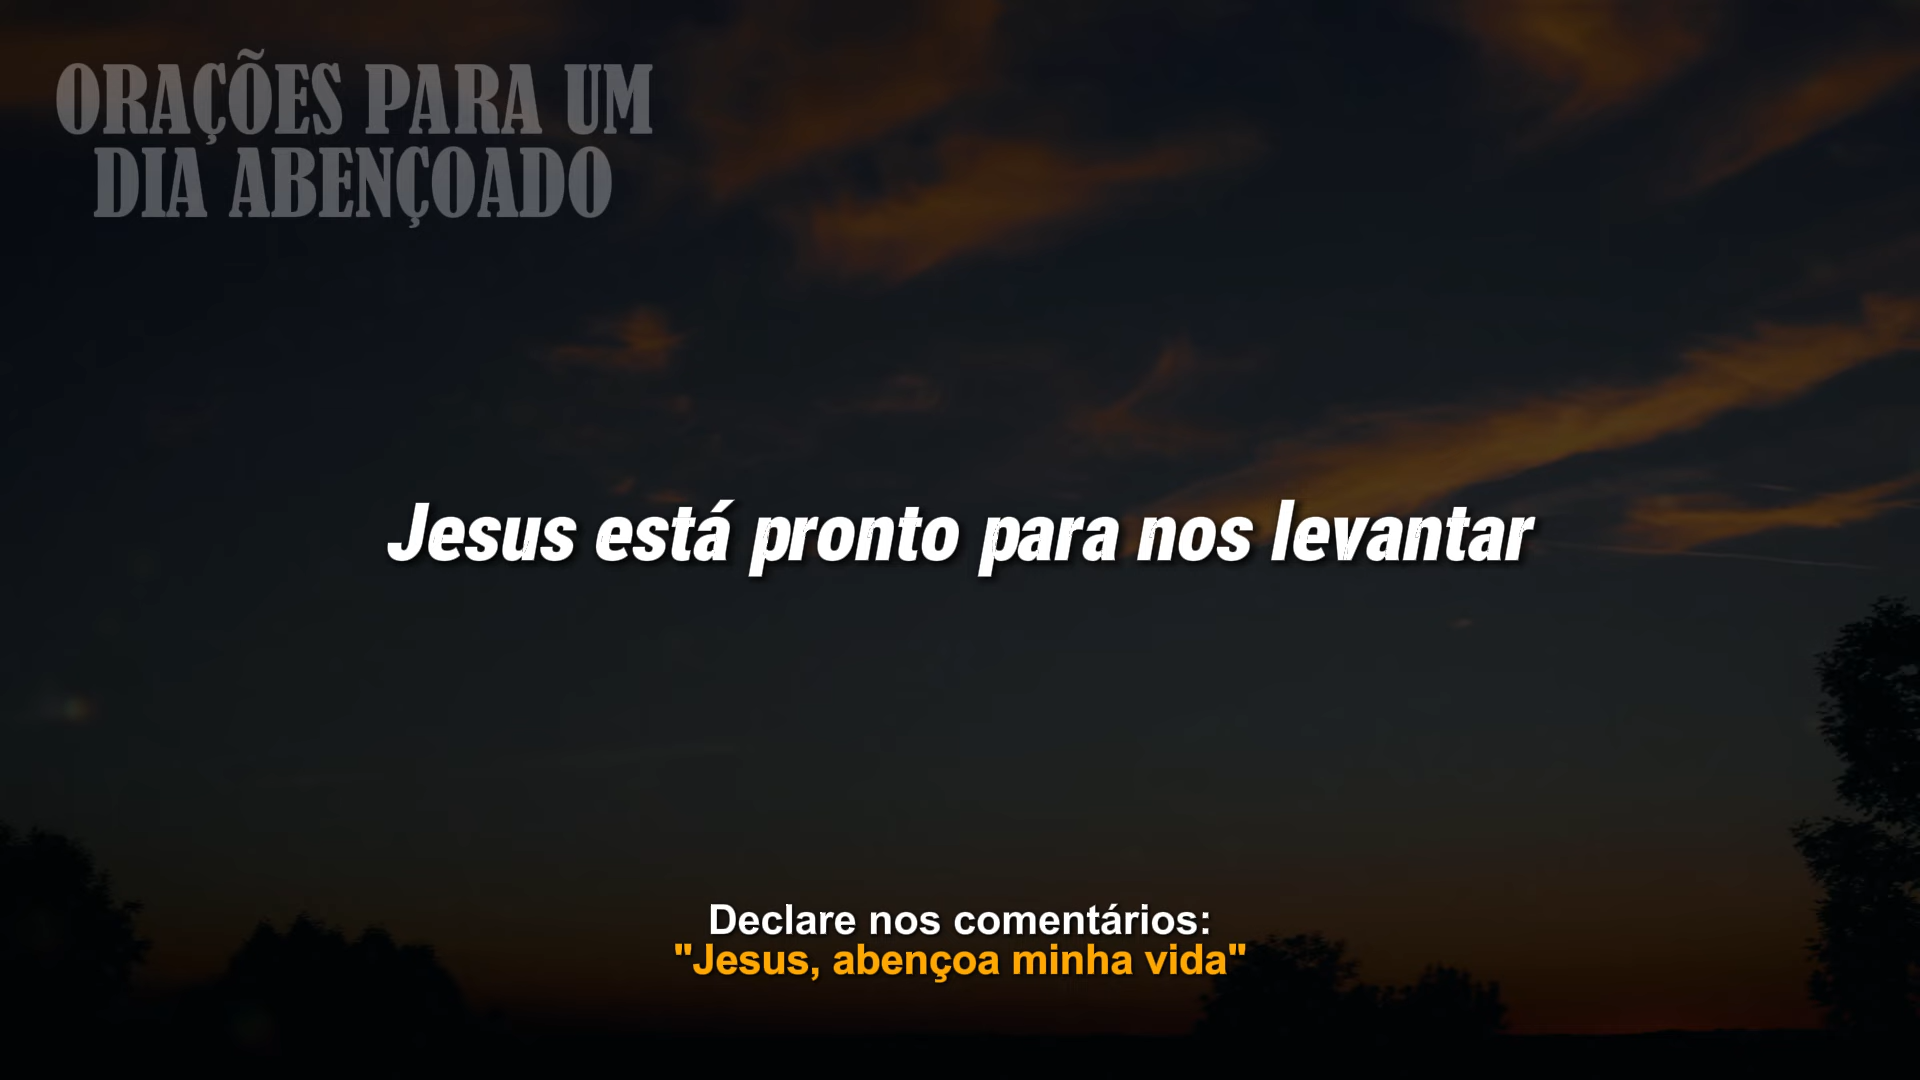 ORAÇÕES PARA UM
DIA ABENÇOADO
Jesus está pronto para nos levantar
Declare nos comentários:
"Jesus, abençoa minha vida"